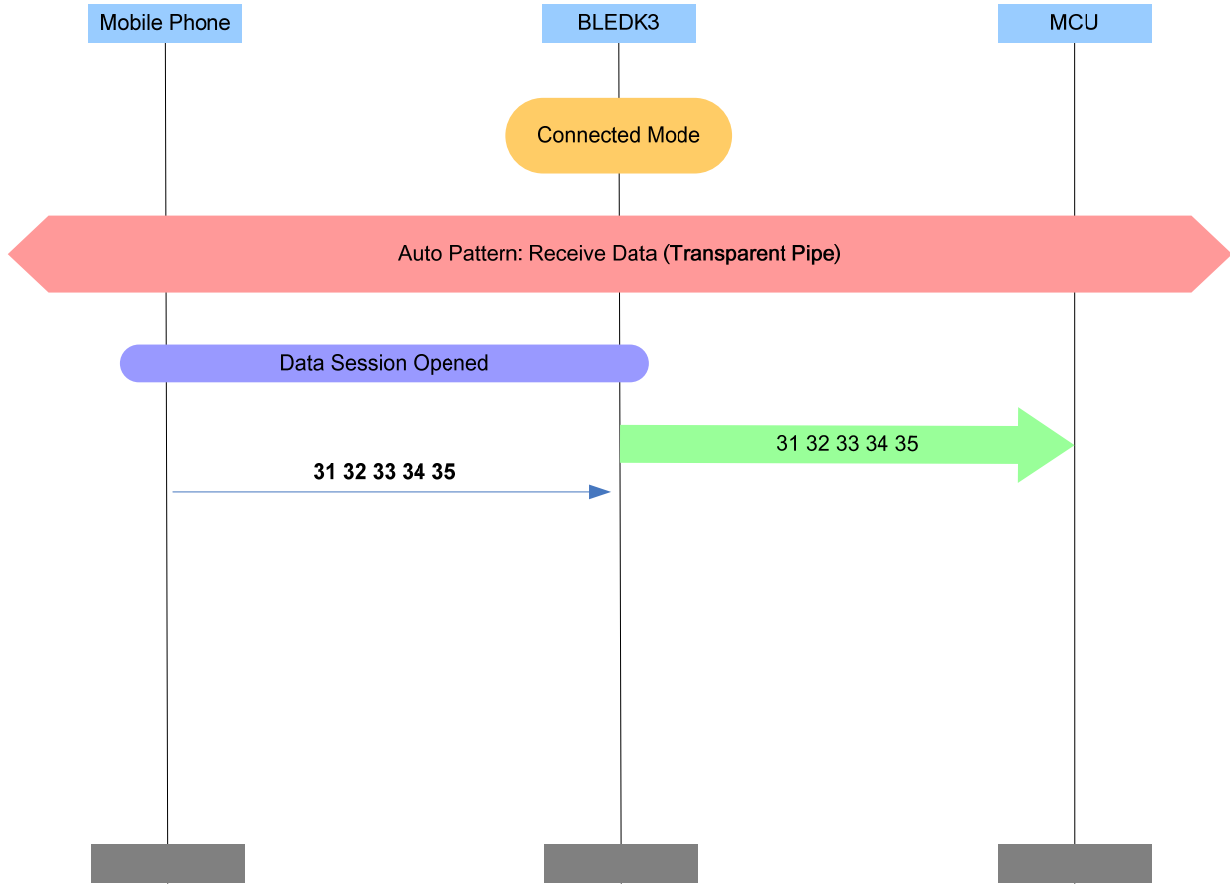 Mobile Phone
BLEDK3
MCU
Connected Mode
Auto Pattern: Receive Data (Transparent Pipe)
Data Session Opened
31 32 33 34 35
31 32 33 34 35